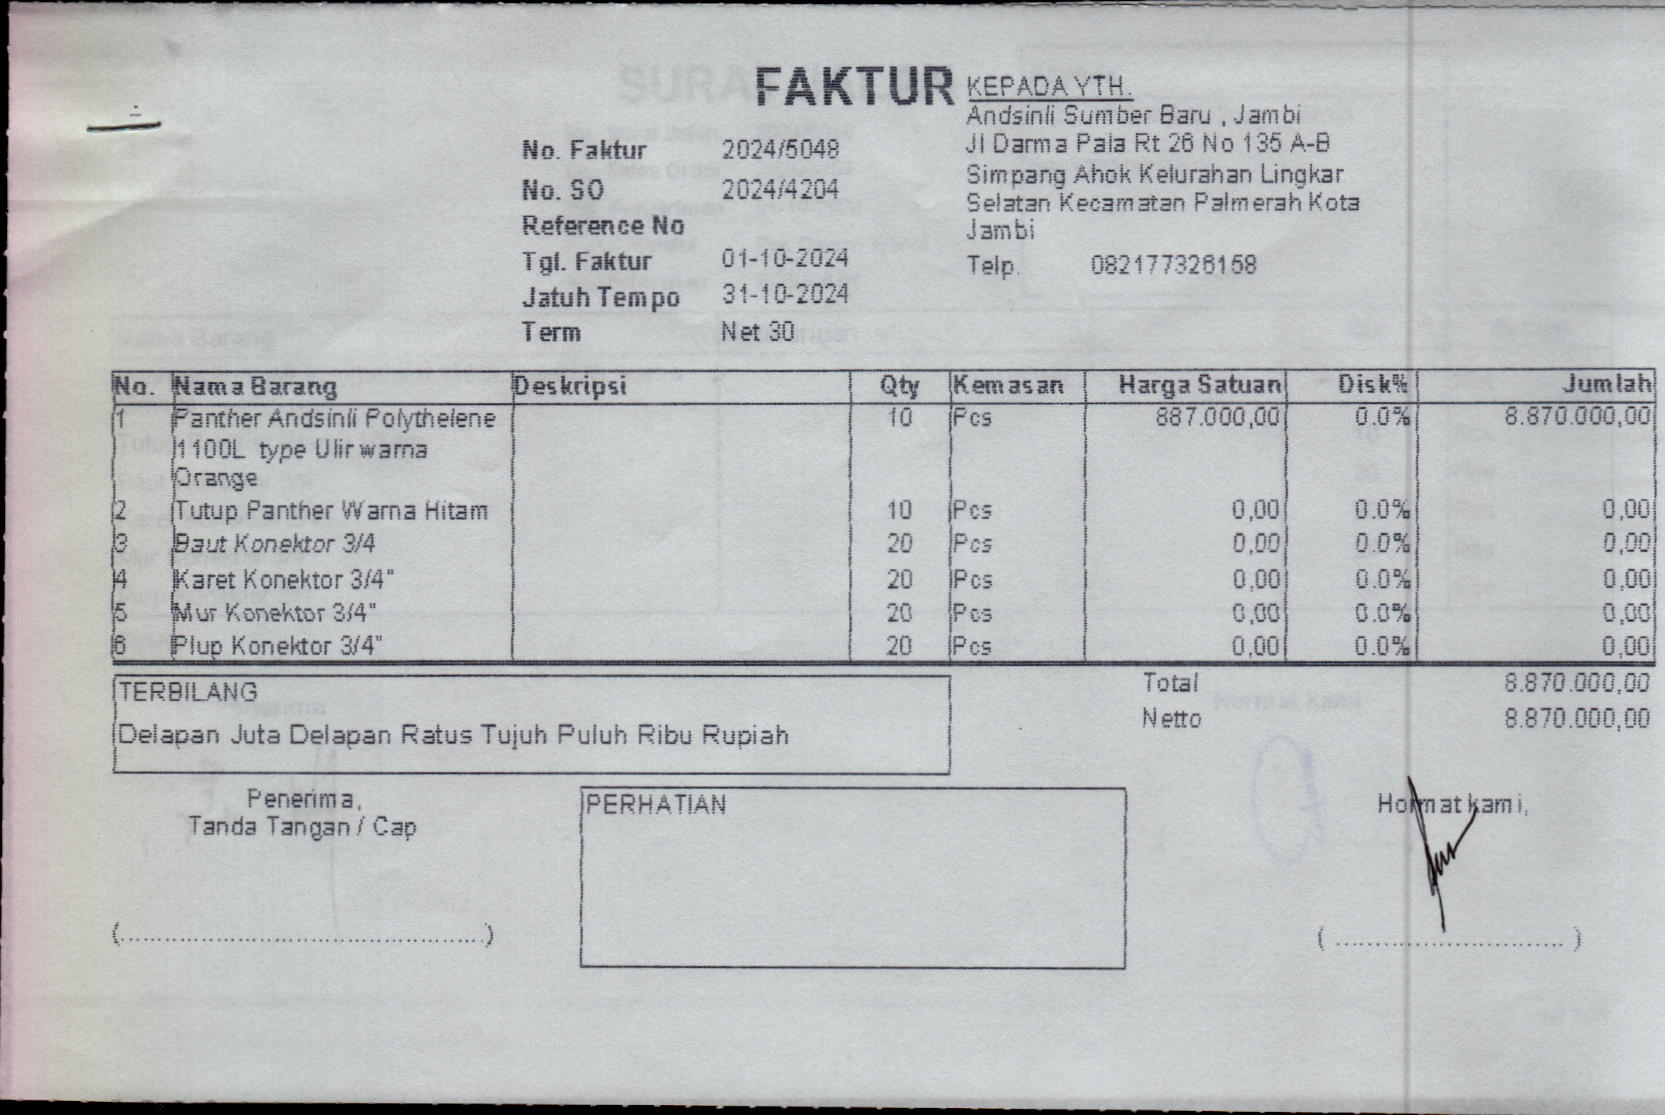 FAKTUR
KEPADA YTH.
Andsinli Sumber Baru , Jambi
Jl Darma Pala Rt 26 No 135 A-B
Simpang Ahok Kelurahan Lingkar
Selatan Kecamatan Palmerah Kota
Jambi
Telp. 082177326158
No. Faktur 2024/5048
No. SO 2024/4204
Reference No
Tgl. Faktur 01-10-2024
Jatuh Tempo 31-10-2024
Term Net 30
No. Nama Barang Deskripsi Qty Kemasan Harga Satuan Disk% Jumlah
1 Panther Andsinli Polythelene 10 Pcs 887.000,00 0.0% 8.870.000,00
1100L type Ulir warna
Orange
2 Tutup Panther Warna Hitam 10 Pcs 0,00 0.0% 0,00
3 Baut Konektor 3/4 20 Pcs 0,00 0.0% 0,00
4 Karet Konektor 3/4" 20 Pcs 0,00 0.0% 0,00
5 Mur Konektor 3/4" 20 Pcs 0,00 0.0% 0,00
6 Plup Konektor 3/4" 20 Pcs 0,00 0.0% 0,00
TERBILANG
Delapan Juta Delapan Ratus Tujuh Puluh Ribu Rupiah
Total 8.870.000,00
Netto 8.870.000,00
Penerima,
Tanda Tangan / Cap
PERHATIAN
Hormat kami,
(..............................................)
( ............................. )